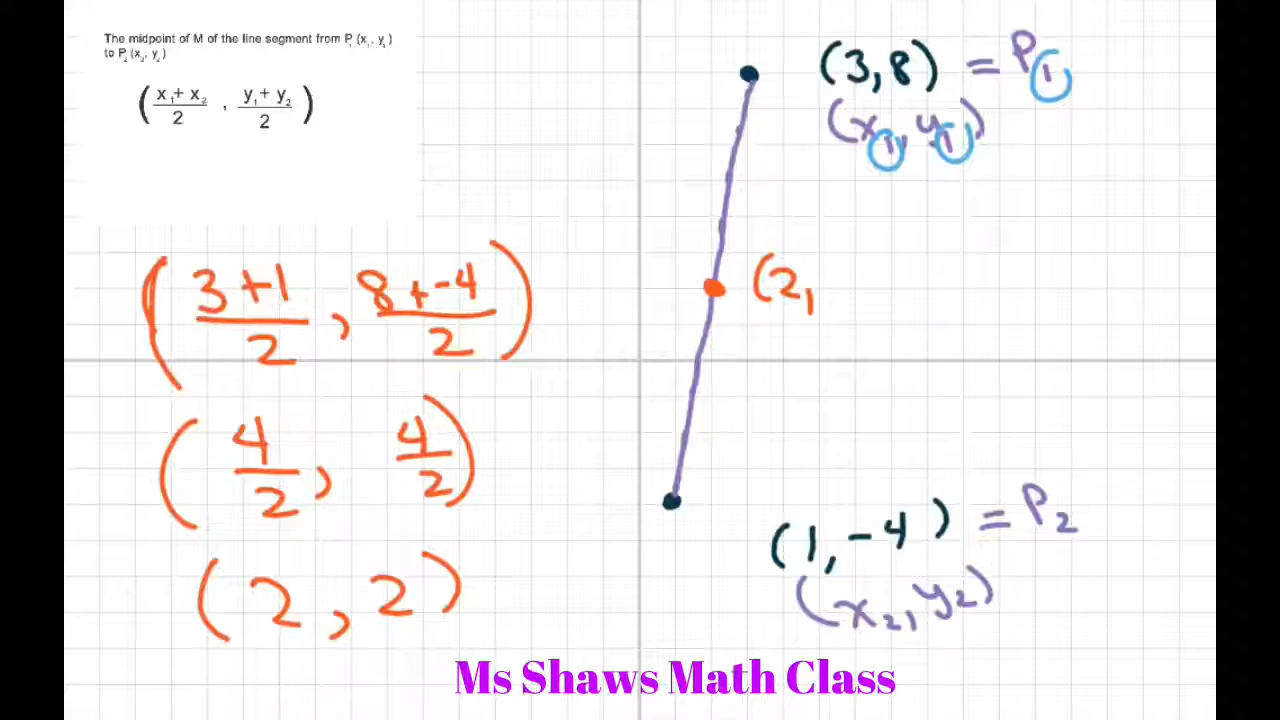 The midpoint of M of the line segment from P₁ (x₁, y₁)
to P₂ (x₂, y₂)
(x₁+ x₂ / 2 , y₁+ y₂ / 2)
(3,8) = P₁
(x₁, y₁)
(3+1 / 2 , 8+-4 / 2)
(2,
(4/2, 4/2)
(1,-4) = P₂
(x₂, y₂)
(2,2)
Ms Shaws Math Class